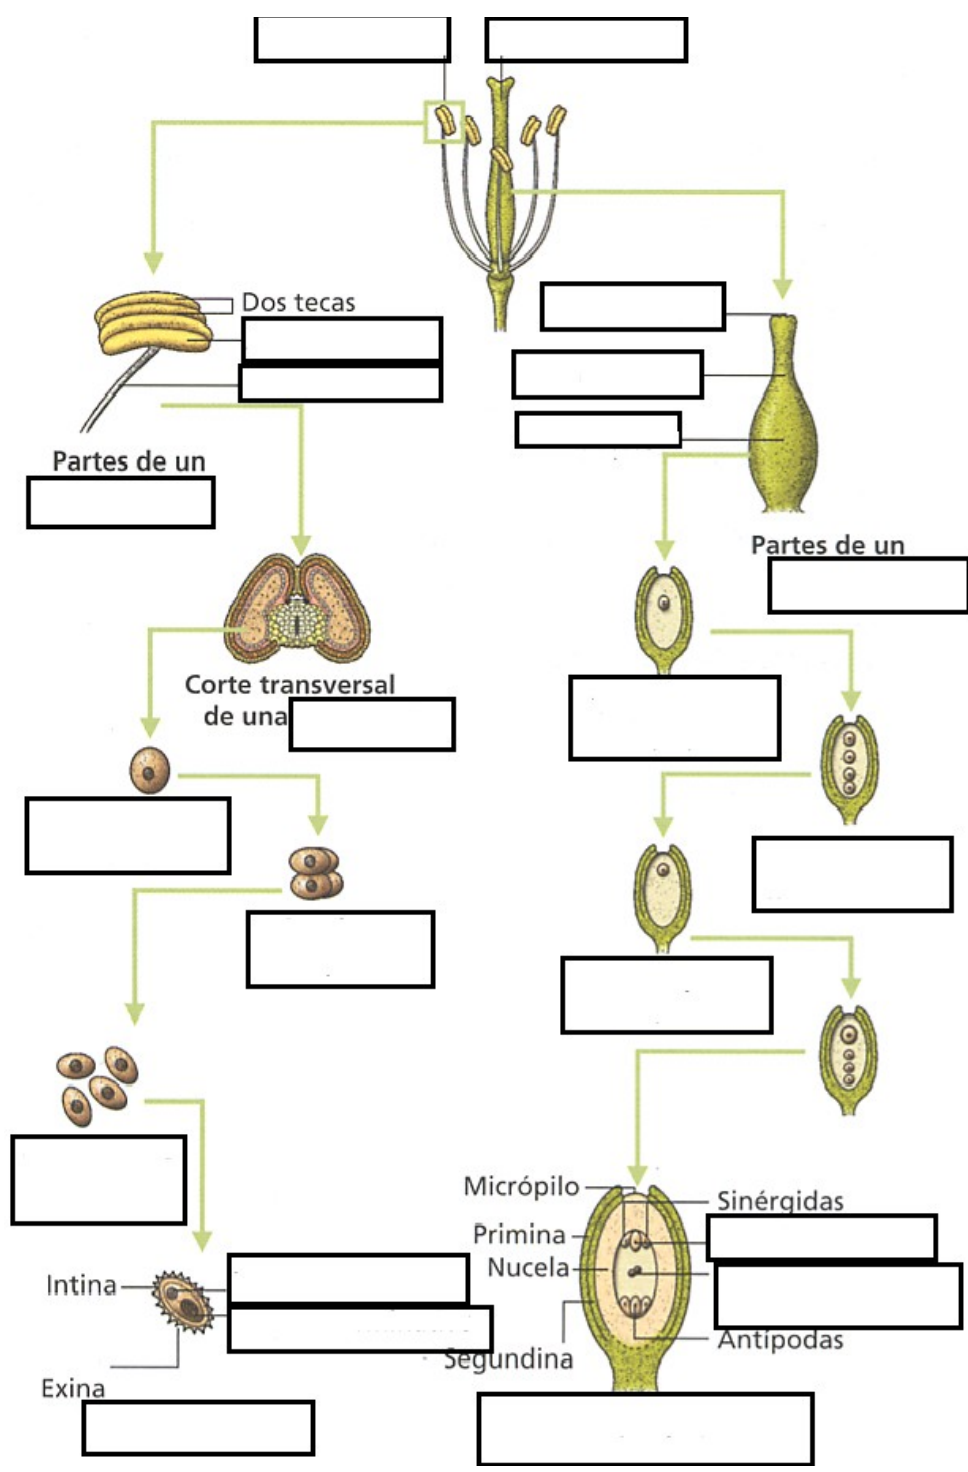 Dos tecas
Partes de un
Partes de un
Corte transversal
de una
Micrópilo
Sinérgidas
Primina
Nucela
Intina
Antípodas
Segundina
Exina